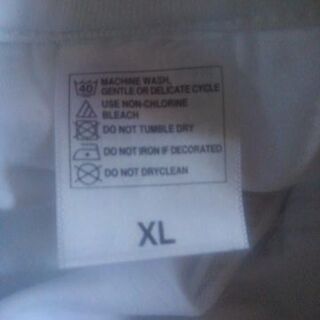 40 MACHINE WASH,
GENTLE OR DELICATE CYCLE
USE NON-CHLORINE
BLEACH
DO NOT TUMBLE DRY
DO NOT IRON IF DECORATED
DO NOT DRYCLEAN
XL